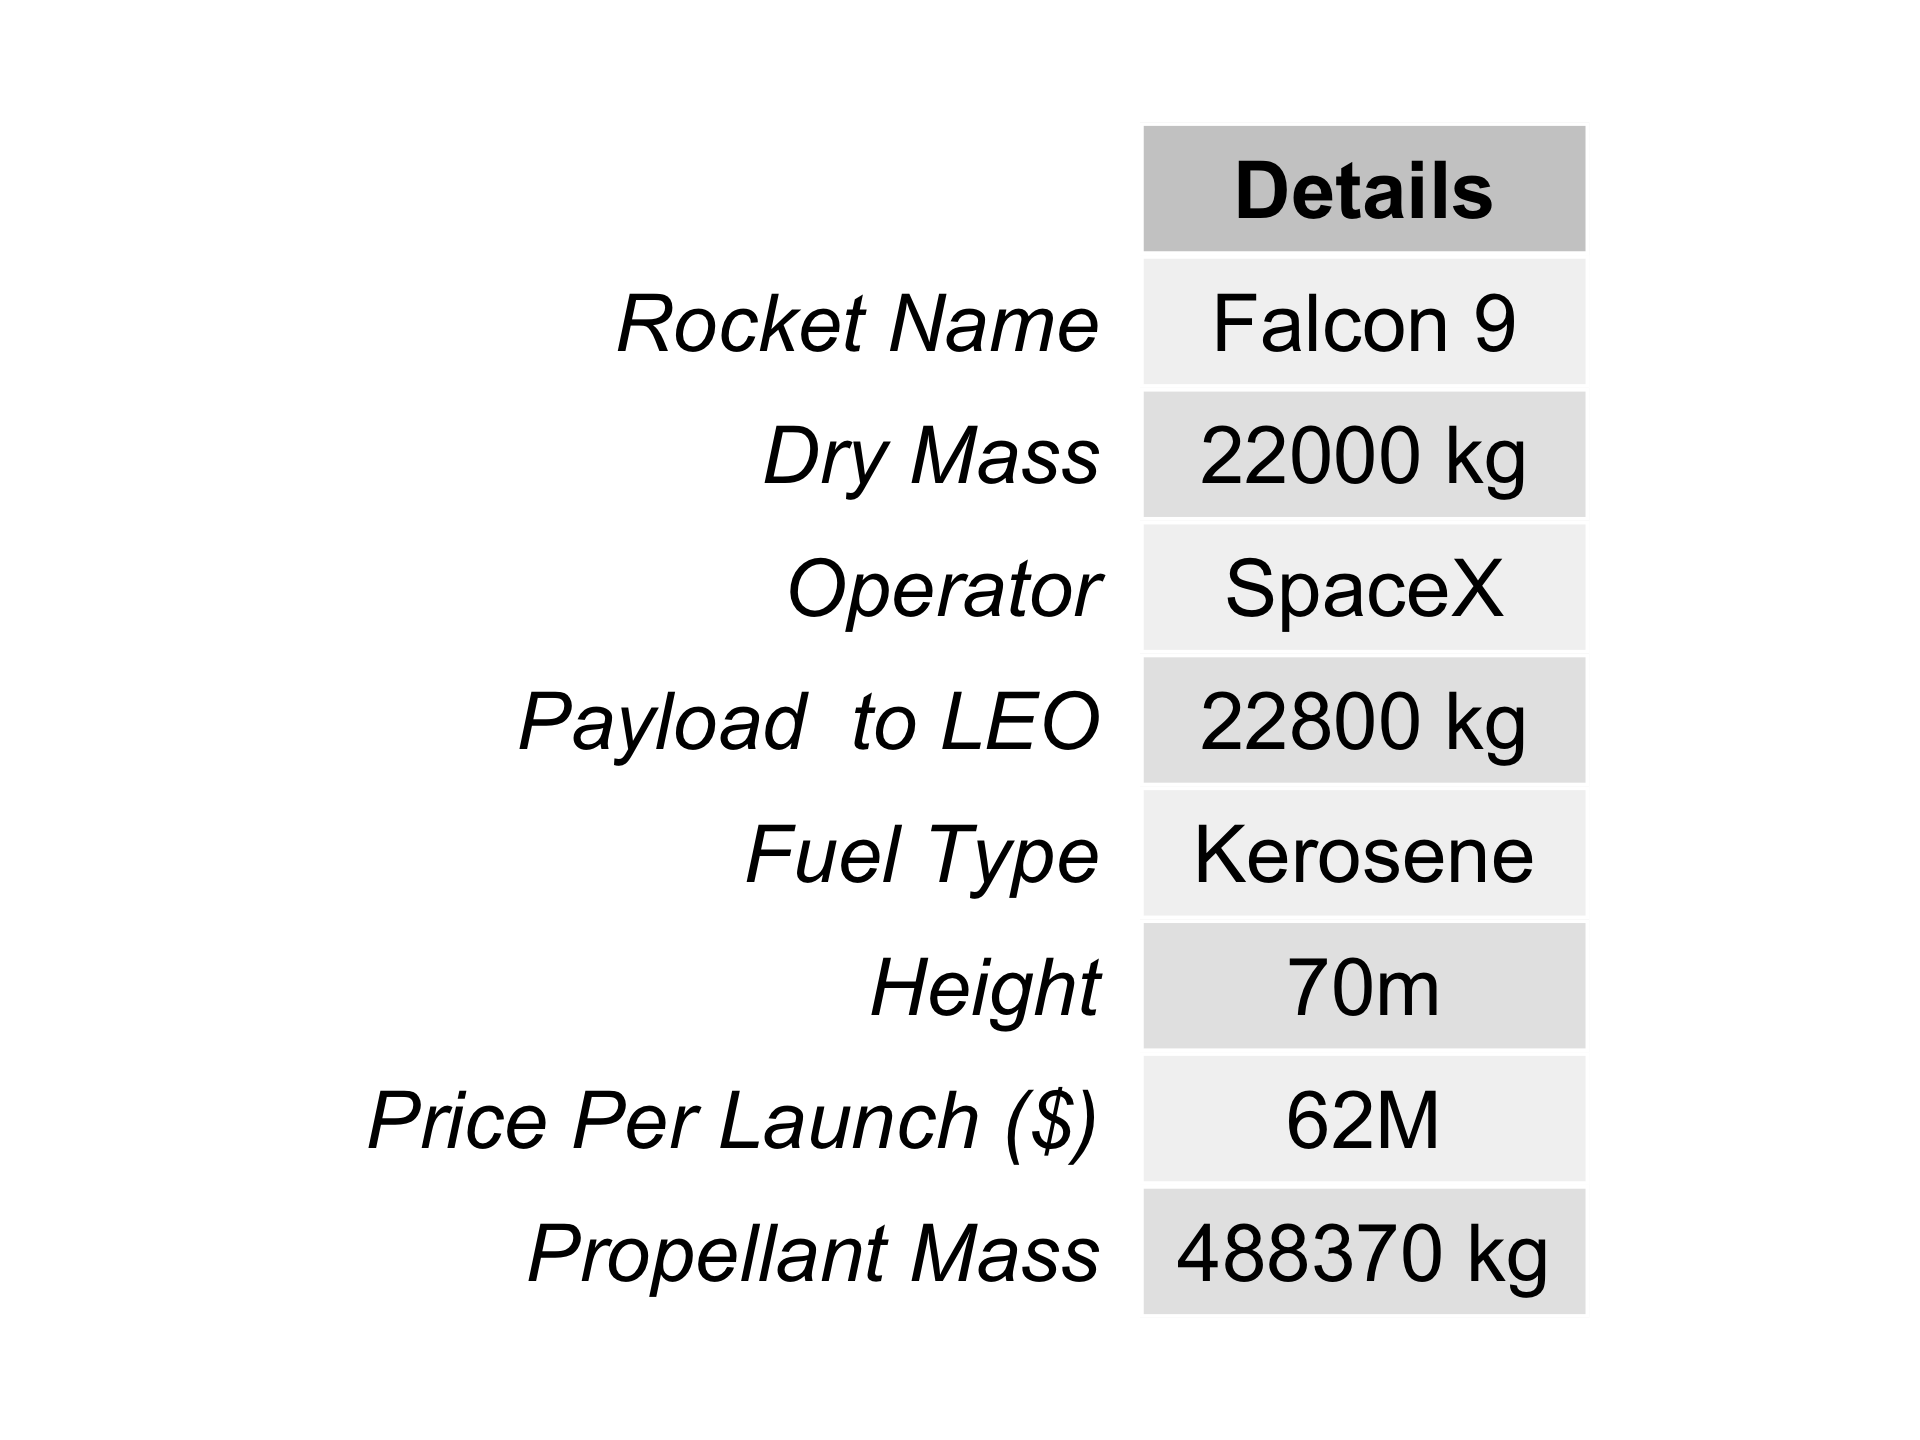 Details
Rocket Name Falcon 9
Dry Mass 22000 kg
Operator SpaceX
Payload  to LEO 22800 kg
Fuel Type Kerosene
Height 70m
Price Per Launch ($) 62M
Propellant Mass 488370 kg